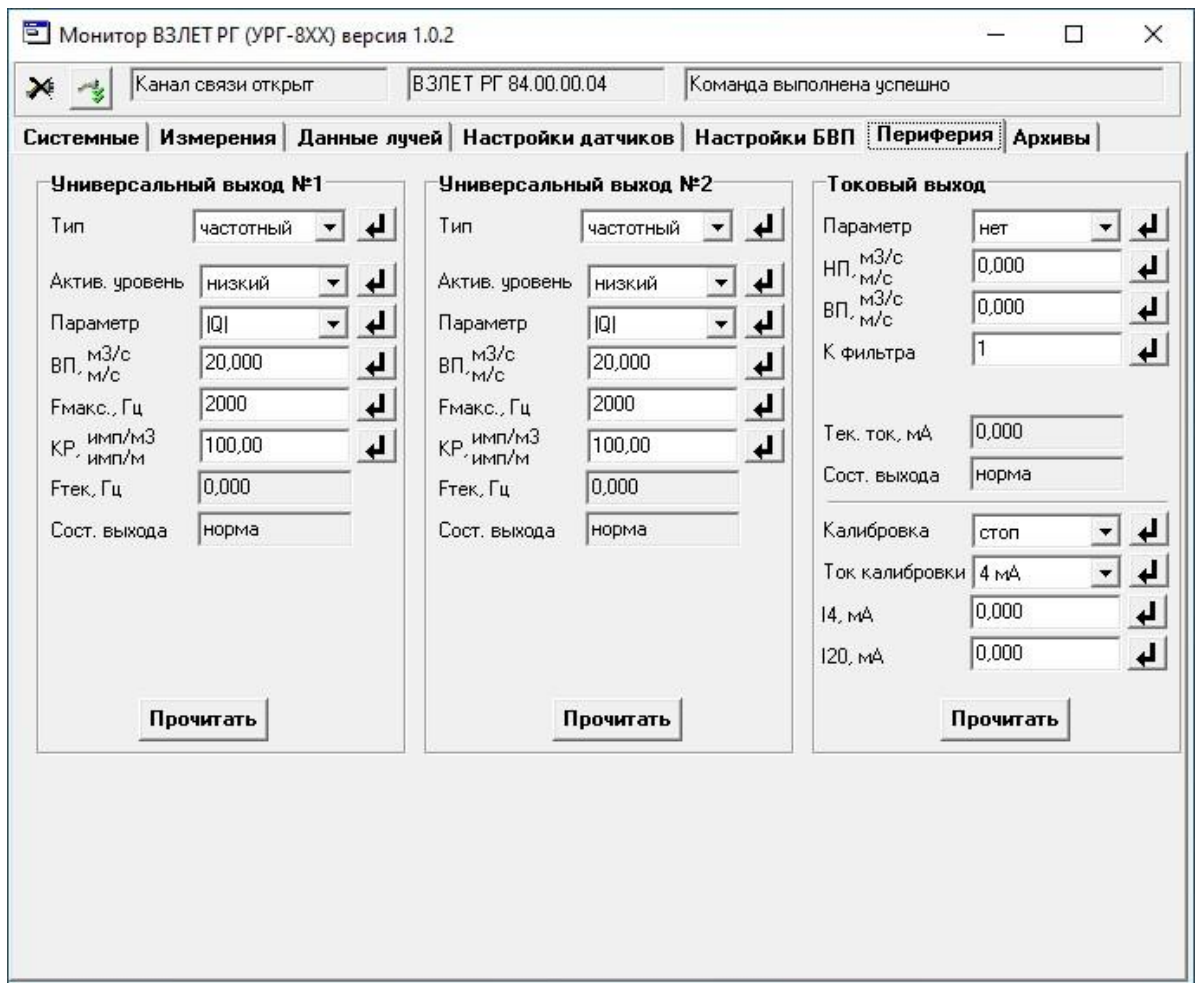 Монитор ВЗЛЕТ РГ (УРГ-8XX) версия 1.0.2
Канал связи открыт
ВЗЛЕТ РГ 84.00.00.04
Команда выполнена успешно
Системные
Измерения
Данные лучей
Настройки датчиков
Настройки БВП
Периферия
Архивы
Универсальный выход №1
Тип
частотный
Актив. уровень
низкий
Параметр
|Q|
ВП, м3/с
м/с
20,000
Fмакс., Гц
2000
КР, имп/м3
имп/м
100,00
Fтек, Гц
0,000
Сост. выхода
норма
Прочитать
Универсальный выход №2
Тип
частотный
Актив. уровень
низкий
Параметр
|Q|
ВП, м3/с
м/с
20,000
Fмакс., Гц
2000
КР, имп/м3
имп/м
100,00
Fтек, Гц
0,000
Сост. выхода
норма
Прочитать
Токовый выход
Параметр
нет
НП, м3/с
м/с
0,000
ВП, м3/с
м/с
0,000
К фильтра
1
Тек. ток, мА
0,000
Сост. выхода
норма
Калибровка
стоп
Ток калибровки
4 мА
I4, мА
0,000
I20, мА
0,000
Прочитать